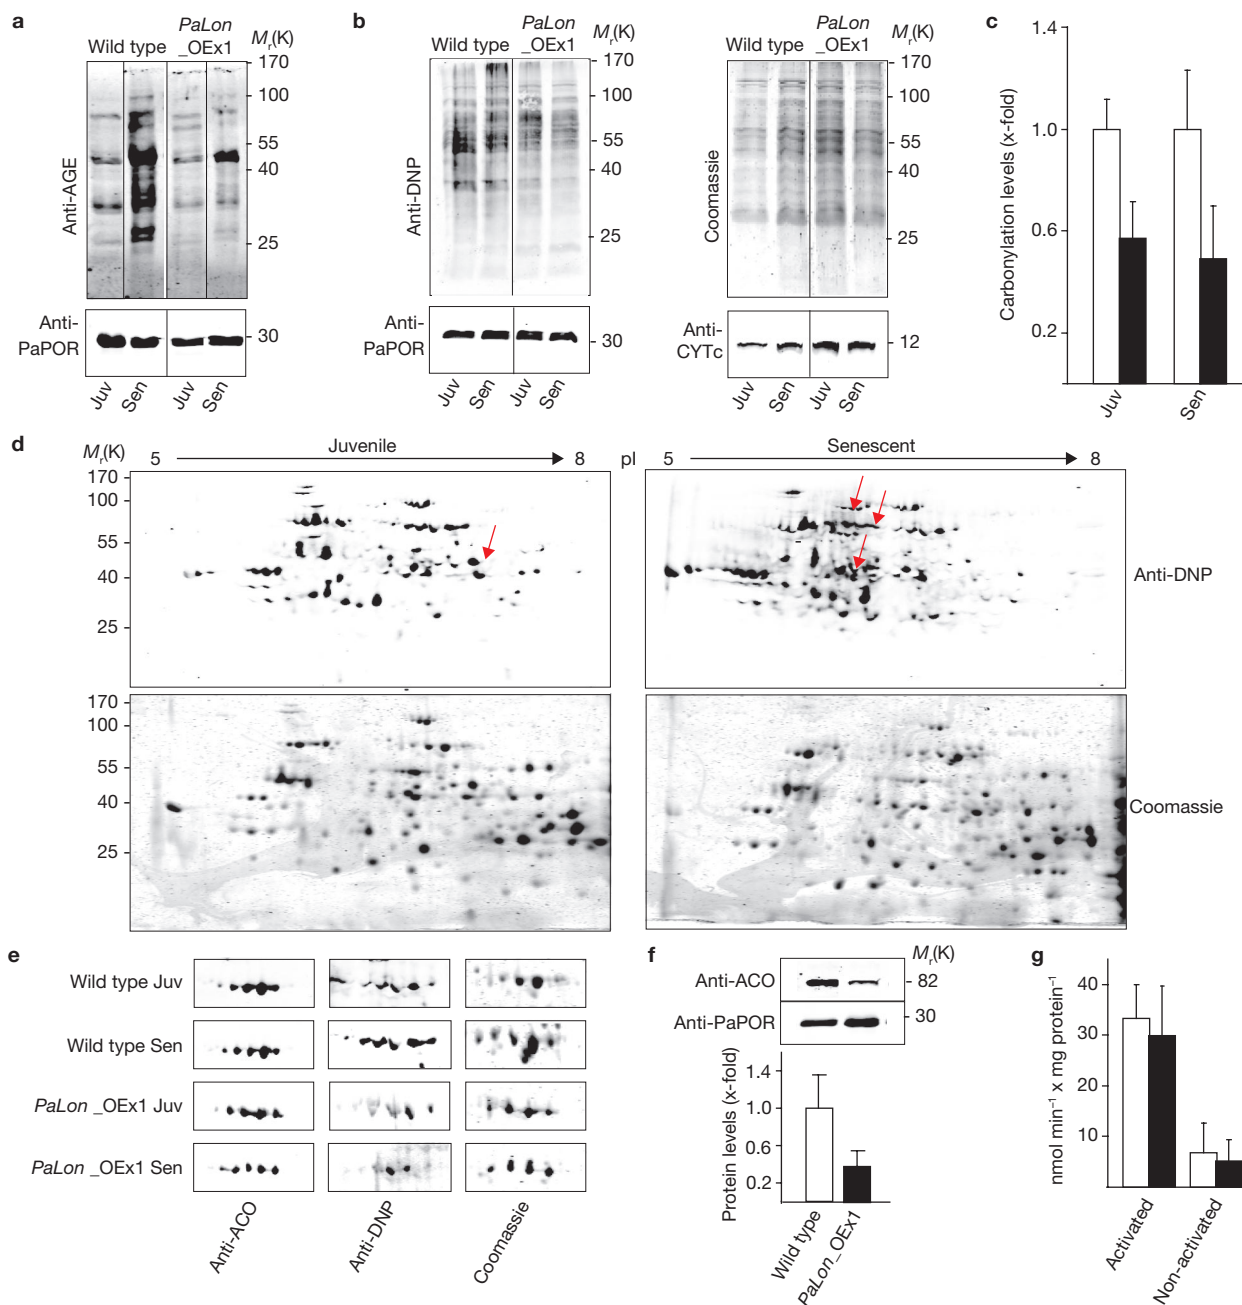 a
Wild type
PaLon
_OEx1
Mr(K)
170
100
55
40
25
Anti-AGE
Anti-
PaPOR
30
Juv
Sen
Juv
Sen
b
Wild type
PaLon
_OEx1
Mr(K)
170
100
55
40
25
Anti-DNP
Anti-
PaPOR
30
Juv
Sen
Juv
Sen
Wild type
PaLon
_OEx1
Mr(K)
170
100
55
40
25
Coomassie
Anti-
CYTc
12
Juv
Sen
Juv
Sen
c
Carbonylation levels (x-fold)
1.4
1.0
0.6
0.2
Juv
Sen
d
Mr(K)
5
Juvenile
8
pI
5
Senescent
8
170
100
55
40
25
Anti-DNP
170
100
55
40
25
Coomassie
e
Wild type Juv
Wild type Sen
PaLon _OEx1 Juv
PaLon _OEx1 Sen
Anti-ACO
Anti-DNP
Coomassie
f
Mr(K)
Anti-ACO
82
Anti-PaPOR
30
Protein levels (x-fold)
1.4
1.0
0.6
0.2
Wild type
PaLon_OEx1
g
nmol min⁻¹ x mg protein⁻¹
40
30
20
10
Activated
Non-activated